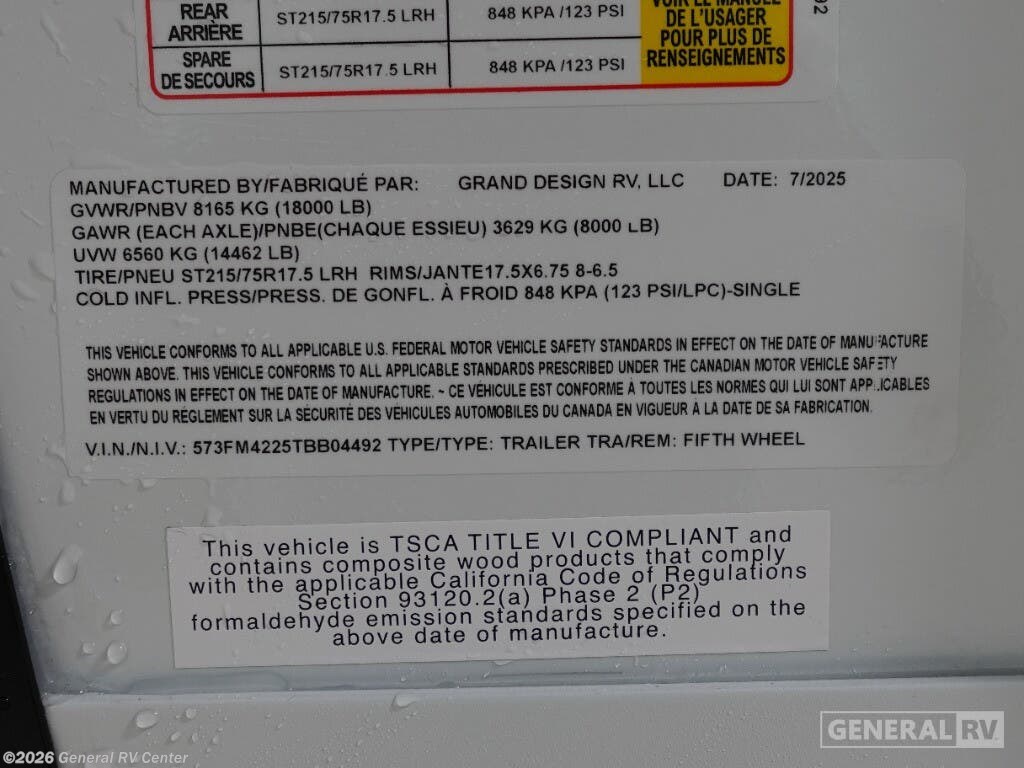 REAR ST215/75R17.5 LRH 848 KPA /123 PSI VOIR LE MANUEL
ARRIÈRE DE L'USAGER
SPARE POUR PLUS DE
DE SECOURS ST215/75R17.5 LRH 848 KPA /123 PSI RENSEIGNEMENTS
92
MANUFACTURED BY/FABRIQUÉ PAR: GRAND DESIGN RV, LLC DATE: 7/2025
GVWR/PNBV 8165 KG (18000 LB)
GAWR (EACH AXLE)/PNBE(CHAQUE ESSIEU) 3629 KG (8000 LB)
UVW 6560 KG (14462 LB)
TIRE/PNEU ST215/75R17.5 LRH RIMS/JANTE17.5X6.75 8-6.5
COLD INFL. PRESS/PRESS. DE GONFL. À FROID 848 KPA (123 PSI/LPC)-SINGLE
THIS VEHICLE CONFORMS TO ALL APPLICABLE U.S. FEDERAL MOTOR VEHICLE SAFETY STANDARDS IN EFFECT ON THE DATE OF MANUFACTURE
SHOWN ABOVE. THIS VEHICLE CONFORMS TO ALL APPLICABLE STANDARDS PRESCRIBED UNDER THE CANADIAN MOTOR VEHICLE SAFETY
REGULATIONS IN EFFECT ON THE DATE OF MANUFACTURE. ~ CE VÉHICULE EST CONFORME À TOUTES LES NORMES QUI LUI SONT APPLICABLES
EN VERTU DU RÉGLEMENT SUR LA SÉCURITÉ DES VÉHICULES AUTOMOBILES DU CANADA EN VIGUEUR À LA DATE DE SA FABRICATION.
V.I.N./N.I.V.: 573FM4225TBB04492 TYPE/TYPE: TRAILER TRA/REM: FIFTH WHEEL
This vehicle is TSCA TITLE VI COMPLIANT and
contains composite wood products that comply
with the applicable California Code of Regulations
Section 93120.2(a) Phase 2 (P2)
formaldehyde emission standards specified on the
above date of manufacture.
GENERAL RV
©2026 General RV Center